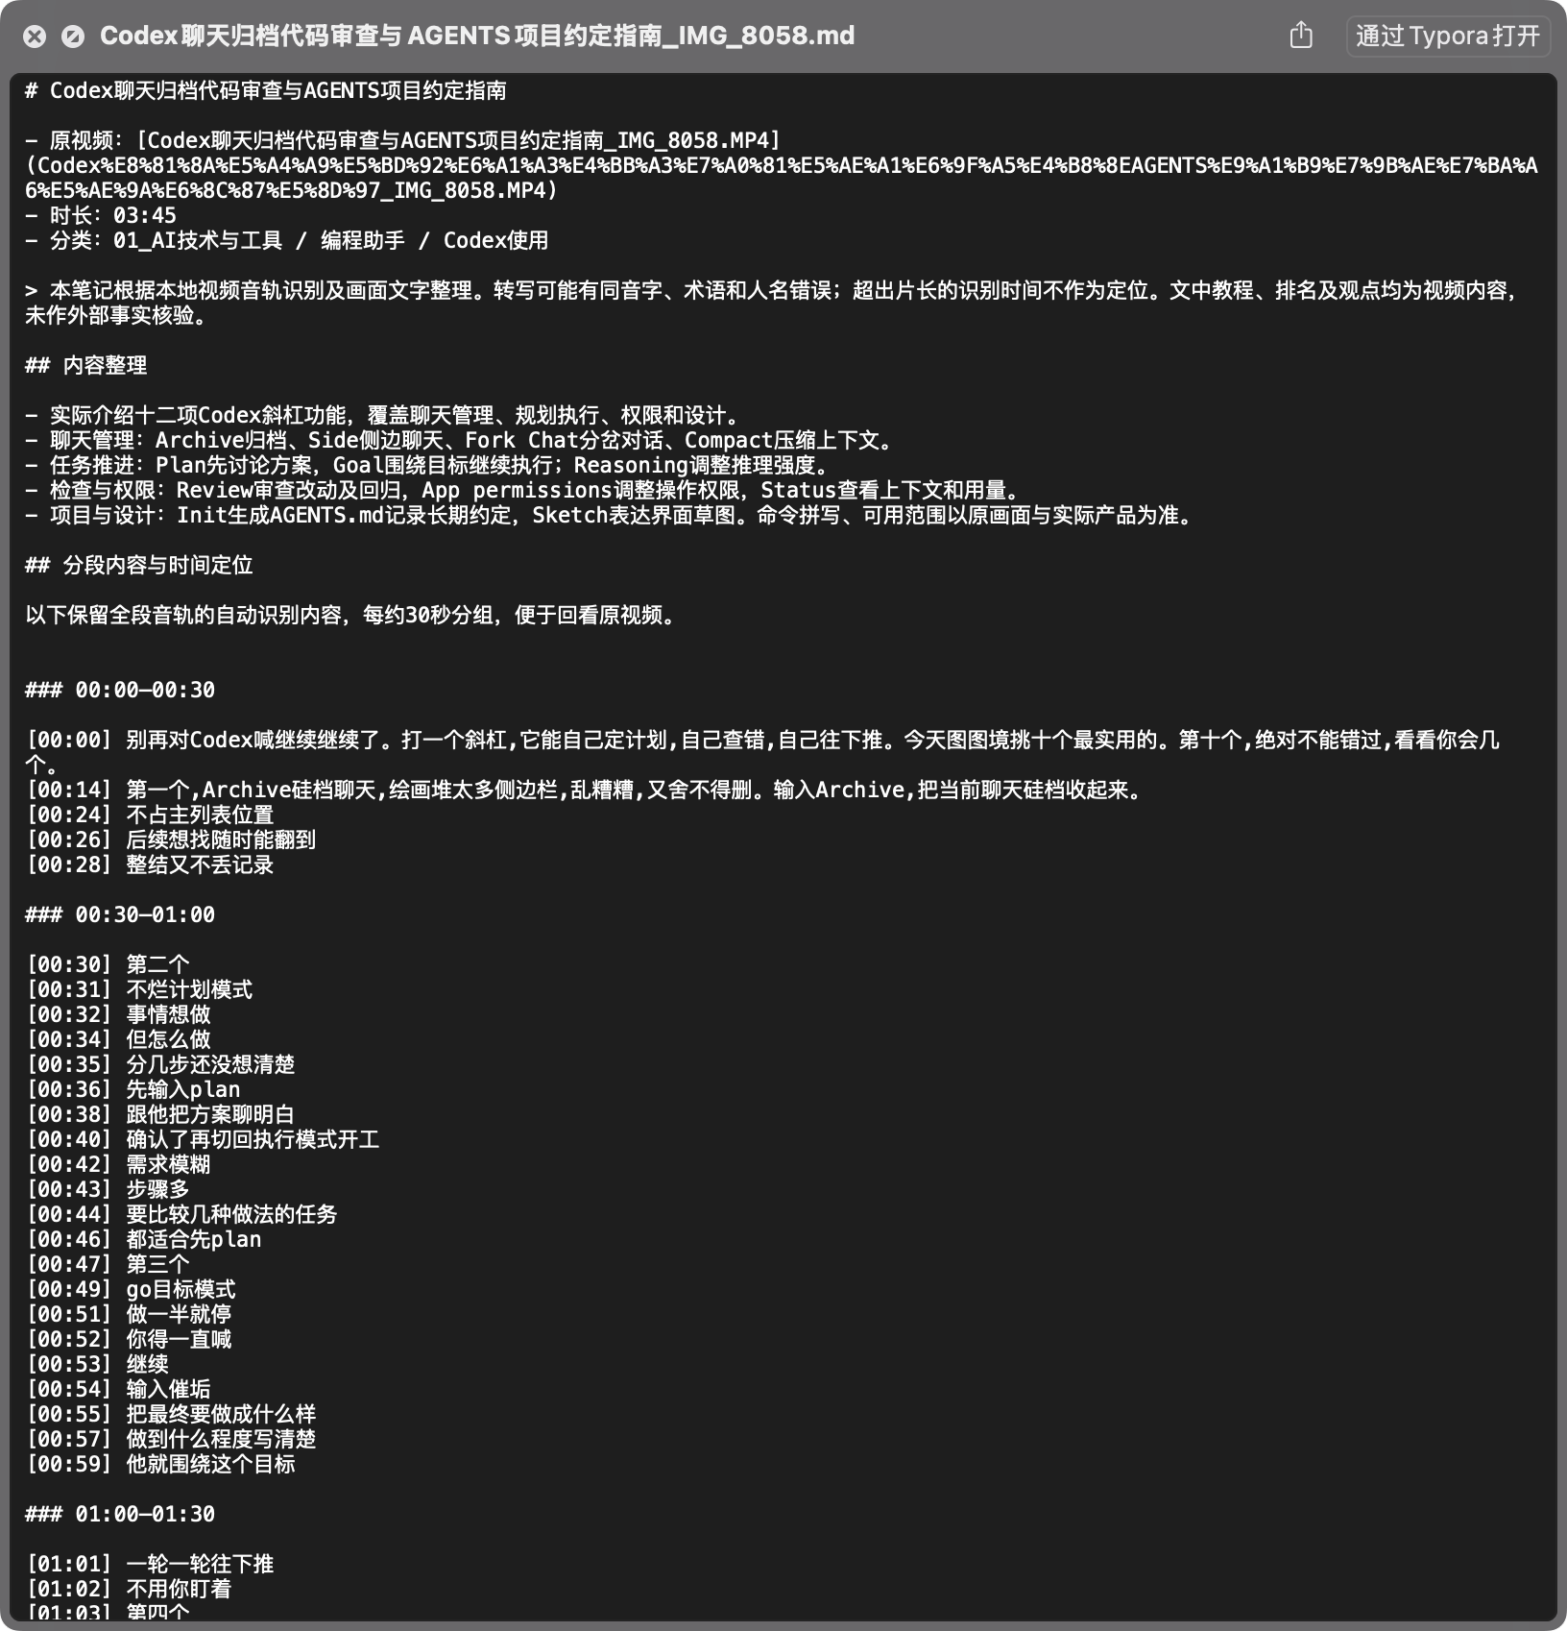 Codex聊天归档代码审查与 AGENTS 项目约定指南_IMG_8058.md
通过 Typora 打开
# Codex聊天归档代码审查与AGENTS项目约定指南
- 原视频：[Codex聊天归档代码审查与AGENTS项目约定指南_IMG_8058.MP4]
(Codex%E8%81%8A%E5%A4%A9%E5%BD%92%E6%A1%A3%E4%BB%A3%E7%A0%81%E5%AE%A1%E6%9F%A5%E4%B8%8EAGENTS%E9%A1%B9%E7%9B%AE%E7%BA%A
6%E5%AE%9A%E6%8C%87%E5%8D%97_IMG_8058.MP4)
- 时长：03:45
- 分类：01_AI技术与工具 / 编程助手 / Codex使用
> 本笔记根据本地视频音轨识别及画面文字整理。转写可能有同音字、术语和人名错误；超出片长的识别时间不作为定位。文中教程、排名及观点均为视频内容，
未作外部事实核验。
## 内容整理
- 实际介绍十二项Codex斜杠功能，覆盖聊天管理、规划执行、权限和设计。
- 聊天管理：Archive归档、Side侧边聊天、Fork Chat分岔对话、Compact压缩上下文。
- 任务推进：Plan先讨论方案，Goal围绕目标继续执行；Reasoning调整推理强度。
- 检查与权限：Review审查改动及回归，App permissions调整操作权限，Status查看上下文和用量。
- 项目与设计：Init生成AGENTS.md记录长期约定，Sketch表达界面草图。命令拼写、可用范围以原画面与实际产品为准。
## 分段内容与时间定位
以下保留全段音轨的自动识别内容，每约30秒分组，便于回看原视频。
### 00:00–00:30
[00:00] 别再对Codex喊继续继续了。打一个斜杠,它能自己定计划,自己查错,自己往下推。今天图图境挑十个最实用的。第十个,绝对不能错过,看看你会几
个。
[00:14] 第一个,Archive硅档聊天,绘画堆太多侧边栏,乱糟糟,又舍不得删。输入Archive,把当前聊天硅档收起来。
[00:24] 不占主列表位置
[00:26] 后续想找随时能翻到
[00:28] 整结又不丢记录
### 00:30–01:00
[00:30] 第二个
[00:31] 不烂计划模式
[00:32] 事情想做
[00:34] 但怎么做
[00:35] 分几步还没想清楚
[00:36] 先输入plan
[00:38] 跟他把方案聊明白
[00:40] 确认了再切回执行模式开工
[00:42] 需求模糊
[00:43] 步骤多
[00:44] 要比较几种做法的任务
[00:46] 都适合先plan
[00:47] 第三个
[00:49] go目标模式
[00:51] 做一半就停
[00:52] 你得一直喊
[00:53] 继续
[00:54] 输入催垢
[00:55] 把最终要做成什么样
[00:57] 做到什么程度写清楚
[00:59] 他就围绕这个目标
### 01:00–01:30
[01:01] 一轮一轮往下推
[01:02] 不用你盯着
[01:03] 第四个